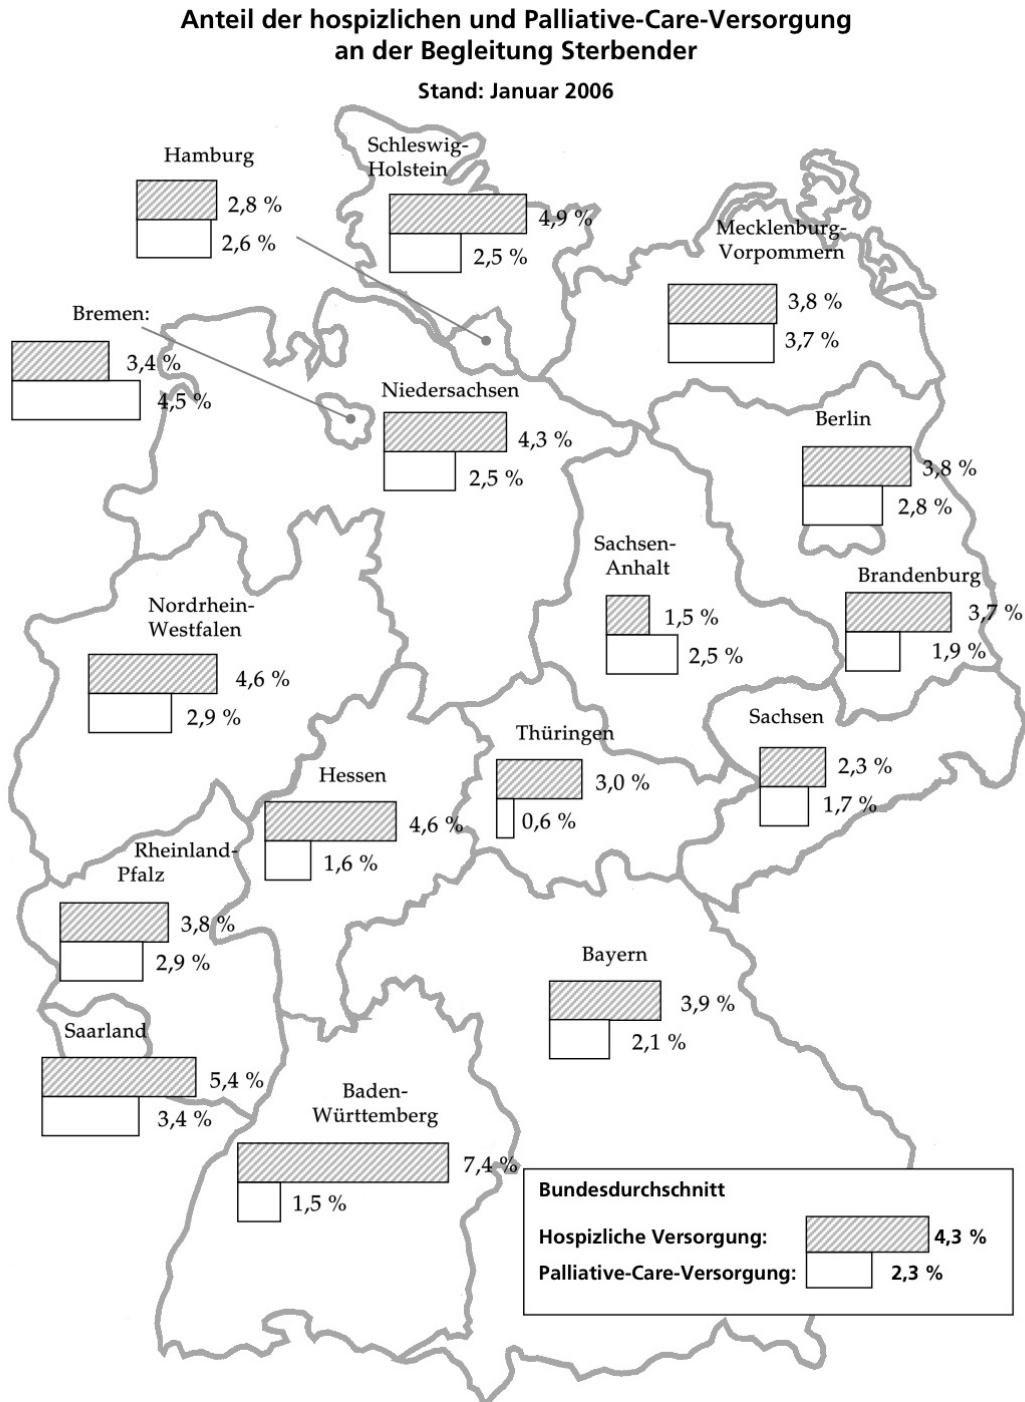 Anteil der hospizlichen und Palliative-Care-Versorgung
an der Begleitung Sterbender
Stand: Januar 2006
Hamburg
2,8 %
2,6 %
Schleswig-
Holstein
4,9 %
2,5 %
Mecklenburg-
Vorpommern
3,8 %
3,7 %
Bremen:
3,4 %
4,5 %
Niedersachsen
4,3 %
2,5 %
Berlin
3,8 %
2,8 %
Sachsen-
Anhalt
1,5 %
2,5 %
Brandenburg
3,7 %
1,9 %
Nordrhein-
Westfalen
4,6 %
2,9 %
Hessen
4,6 %
1,6 %
Thüringen
3,0 %
0,6 %
Sachsen
2,3 %
1,7 %
Rheinland-
Pfalz
3,8 %
2,9 %
Bayern
3,9 %
2,1 %
Saarland
5,4 %
3,4 %
Baden-
Württemberg
7,4 %
1,5 %
Bundesdurchschnitt
Hospizliche Versorgung: 4,3 %
Palliative-Care-Versorgung: 2,3 %